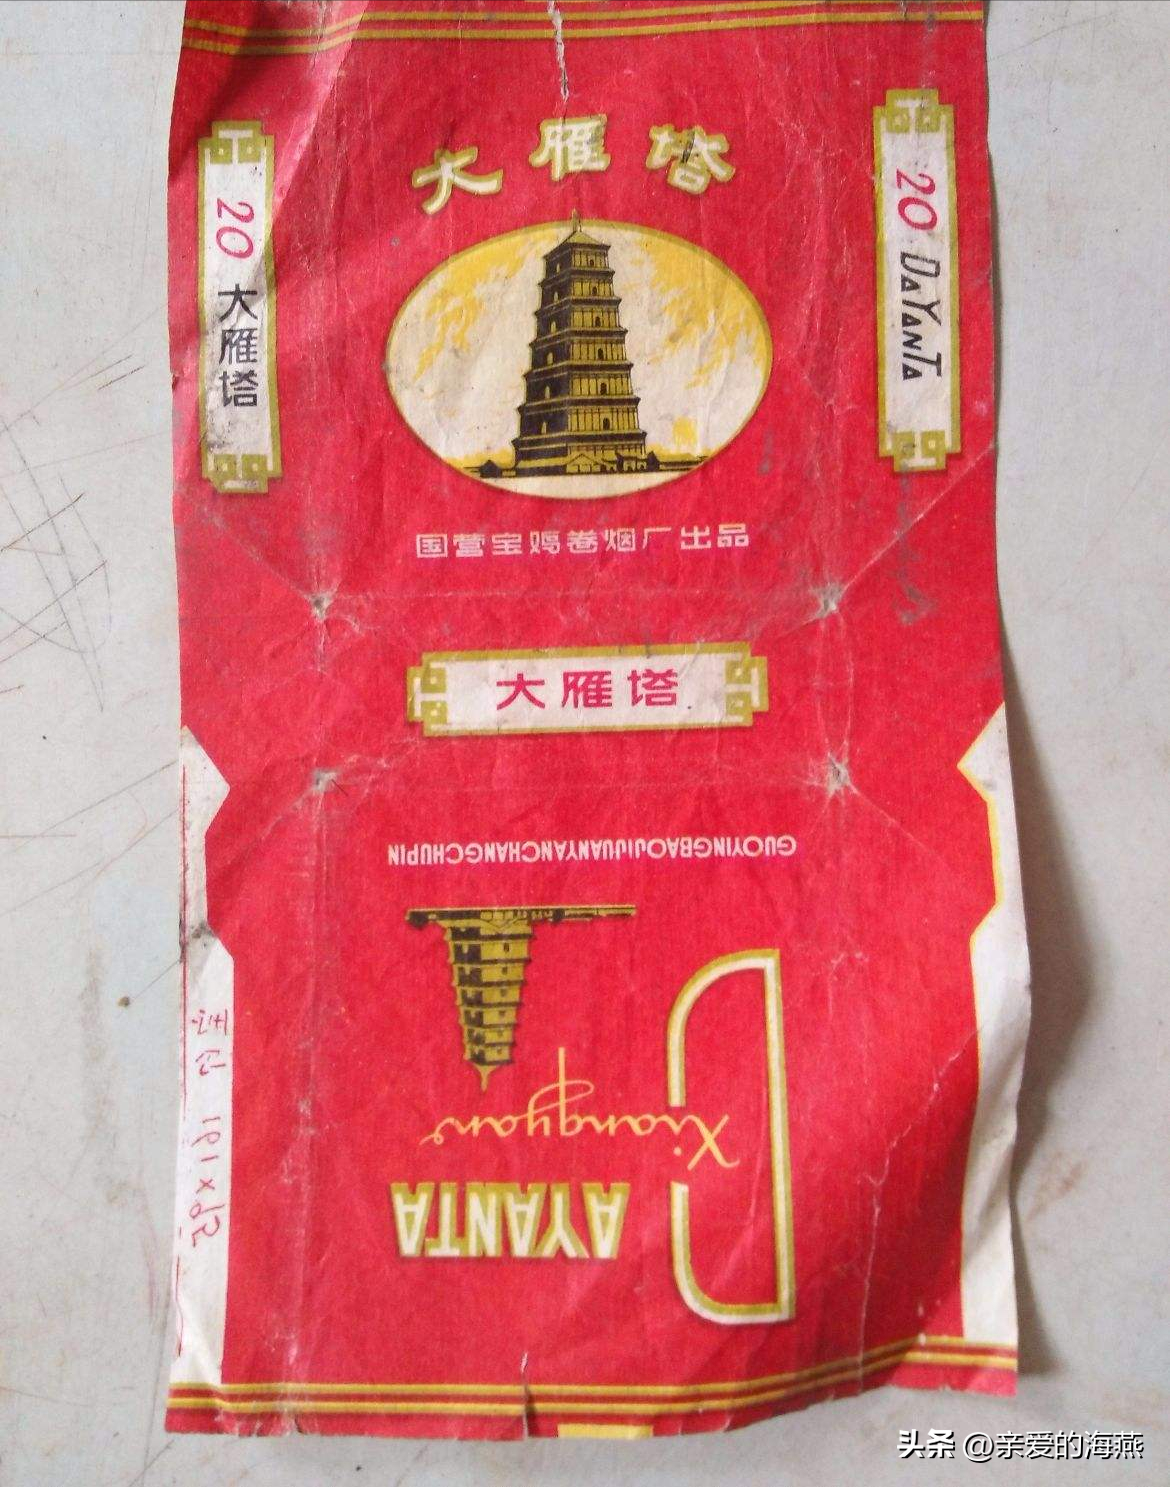 大雁塔
20 大雁塔
20 DAYANTA
国营宝鸡卷烟厂出品
大雁塔
GUOYINGBAOJIJUANYANCHANGCHUPIN
Xiangyan
DAYANTA
头条 @亲爱的海燕